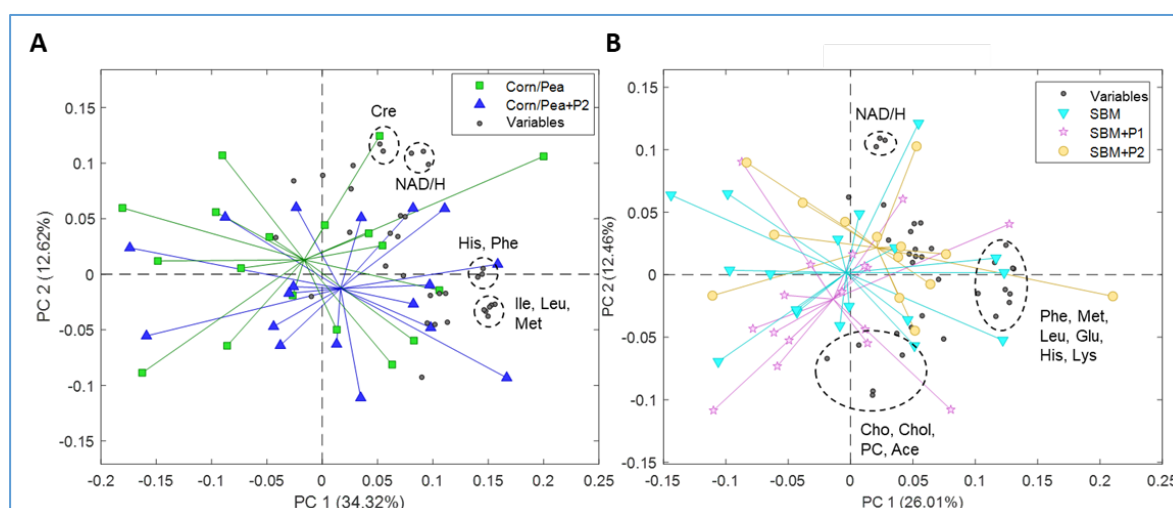 A
B
Corn/Pea
Corn/Pea+P2
Variables
Cre
NAD/H
His, Phe
Ile, Leu,
Met
0.15
0.1
0.05
0
-0.05
-0.1
-0.15
PC 2 (12.62%)
-0.2
-0.15
-0.1
-0.05
0
0.05
0.1
0.15
0.2
PC 1 (34.32%)
Variables
SBM
SBM+P1
SBM+P2
NAD/H
Phe, Met,
Leu, Glu,
His, Lys
Cho, Chol,
PC, Ace
0.15
0.1
0.05
0
-0.05
-0.1
-0.15
PC 2 (12.46%)
-0.15
-0.1
-0.05
0
0.05
0.1
0.15
0.2
0.25
PC 1 (26.01%)